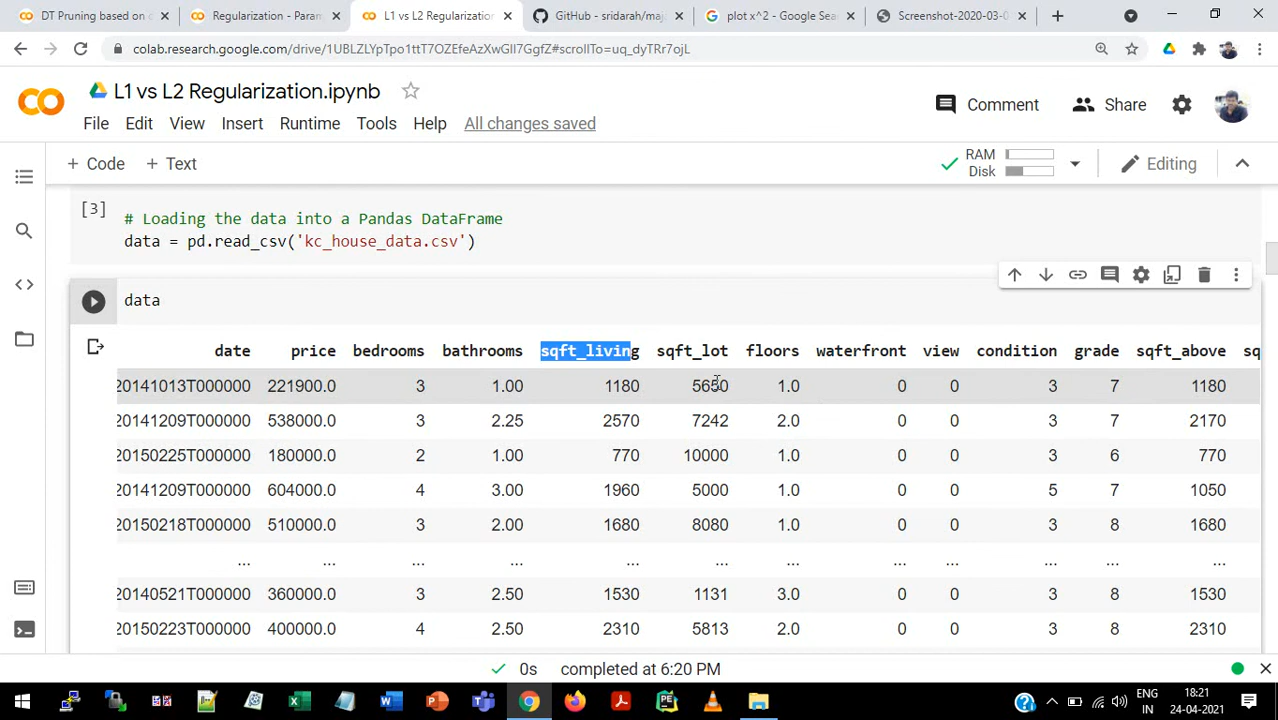 DT Pruning based on c
Regularization - Param
L1 vs L2 Regularization
GitHub - sridarah/maj
plot x^2 - Google Sea
Screenshot-2020-03-0
colab.research.google.com/drive/1UBLZLYpTpo1ttT7OZEfeAzXwGlI7GgfZ#scrollTo=uq_dyTRr7ojL
L1 vs L2 Regularization.ipynb
Comment
Share
File Edit View Insert Runtime Tools Help All changes saved
+ Code + Text
RAM
Disk
Editing
[3]
# Loading the data into a Pandas DataFrame
data = pd.read_csv('kc_house_data.csv')
data
date price bedrooms bathrooms sqft_living sqft_lot floors waterfront view condition grade sqft_above sq
20141013T000000 221900.0 3 1.00 1180 5650 1.0 0 0 3 7 1180
20141209T000000 538000.0 3 2.25 2570 7242 2.0 0 0 3 7 2170
20150225T000000 180000.0 2 1.00 770 10000 1.0 0 0 3 6 770
20141209T000000 604000.0 4 3.00 1960 5000 1.0 0 0 5 7 1050
20150218T000000 510000.0 3 2.00 1680 8080 1.0 0 0 3 8 1680
... ... ... ... ... ... ... ... ... ... ... ...
20140521T000000 360000.0 3 2.50 1530 1131 3.0 0 0 3 8 1530
20150223T000000 400000.0 4 2.50 2310 5813 2.0 0 0 3 8 2310
0s completed at 6:20 PM
ENG
IN
18:21
24-04-2021